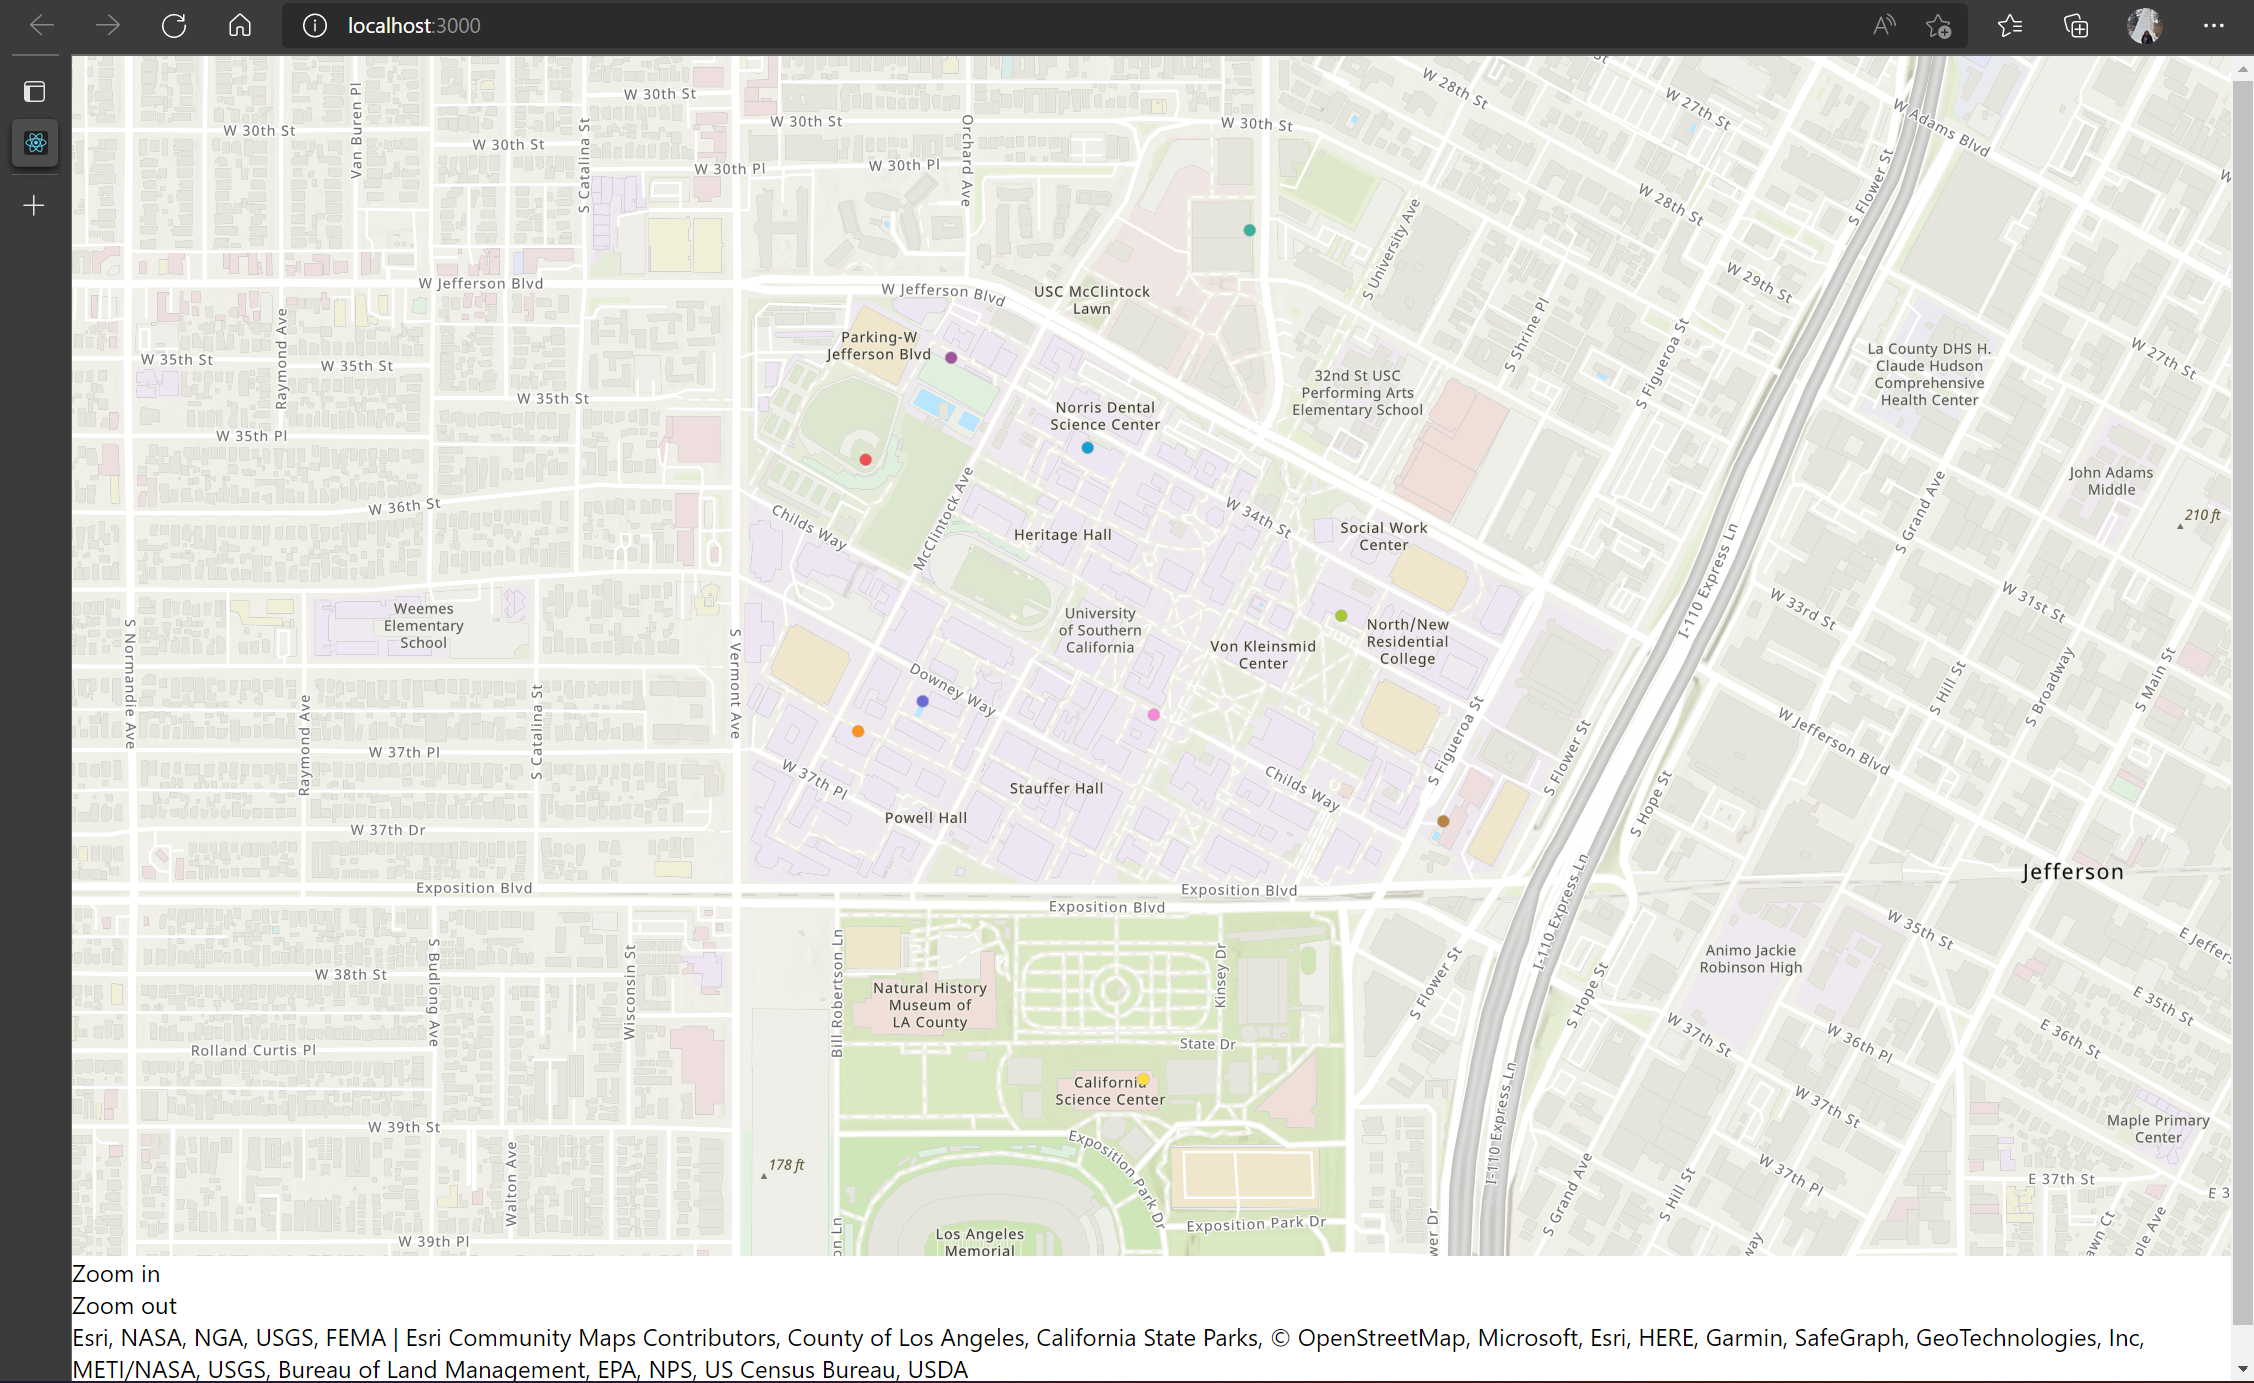 localhost:3000
W 30th St
W 28th St
W 27th St
W Adams Blvd
W 30th St
Van Buren Pl
W 30th St
S Catalina St
W 30th St
W 30th Pl
W 30th Pl
Orchard Ave
W 30th St
S Flower St
W 28th St
S University Ave
W 29th St
W Jefferson Blvd
W Jefferson Blvd
USC McClintock
Lawn
Parking-W
Jefferson Blvd
S Shrine Pl
S Figueroa St
La County DHS H.
Claude Hudson
Comprehensive
Health Center
W 27th St
W 35th St
Raymond Ave
W 35th St
W 35th St
32nd St USC
Performing Arts
Elementary School
Norris Dental
Science Center
W 35th Pl
John Adams
Middle
210 ft
W 36th St
Childs Way
McClintock Ave
Heritage Hall
W 34th St
Social Work
Center
S Grand Ave
I-110 Express Ln
W 33rd St
W 31st St
Weemes
Elementary
School
University
of Southern
California
Von Kleinsmid
Center
North/New
Residential
College
S Normandie Ave
S Vermont Ave
Downey Way
S Hill St
S Broadway
S Main St
Raymond Ave
S Catalina St
W 37th Pl
W 37th Pl
S Figueroa St
S Flower St
W Jefferson Blvd
Stauffer Hall
Childs Way
S Hope St
Powell Hall
W 37th Dr
Jefferson
Exposition Blvd
Exposition Blvd
Exposition Blvd
I-110 Express Ln
W 35th St
E Jeffers
S Budlong Ave
Wisconsin St
Bill Robertson Ln
Kinsey Dr
S Flower St
S Hope St
Animo Jackie
Robinson High
W 38th St
Natural History
Museum of
LA County
E 35th St
W 37th St
W 36th Pl
E 36th St
Rolland Curtis Pl
State Dr
California
Science Center
I-110 Express Ln
W 37th St
Maple Primary
Center
W 39th St
Exposition Park Dr
178 ft
Walton Ave
W 37th Pl
E 37th St
E 3
S Grand Ave
S Hill St
Exposition Park Dr
Los Angeles
Memorial
W 39th Pl
on Ln
wer Dr
way
awn Ct
ple Ave
Zoom in
Zoom out
Esri, NASA, NGA, USGS, FEMA | Esri Community Maps Contributors, County of Los Angeles, California State Parks, © OpenStreetMap, Microsoft, Esri, HERE, Garmin, SafeGraph, GeoTechnologies, Inc,
METI/NASA, USGS, Bureau of Land Management, EPA, NPS, US Census Bureau, USDA